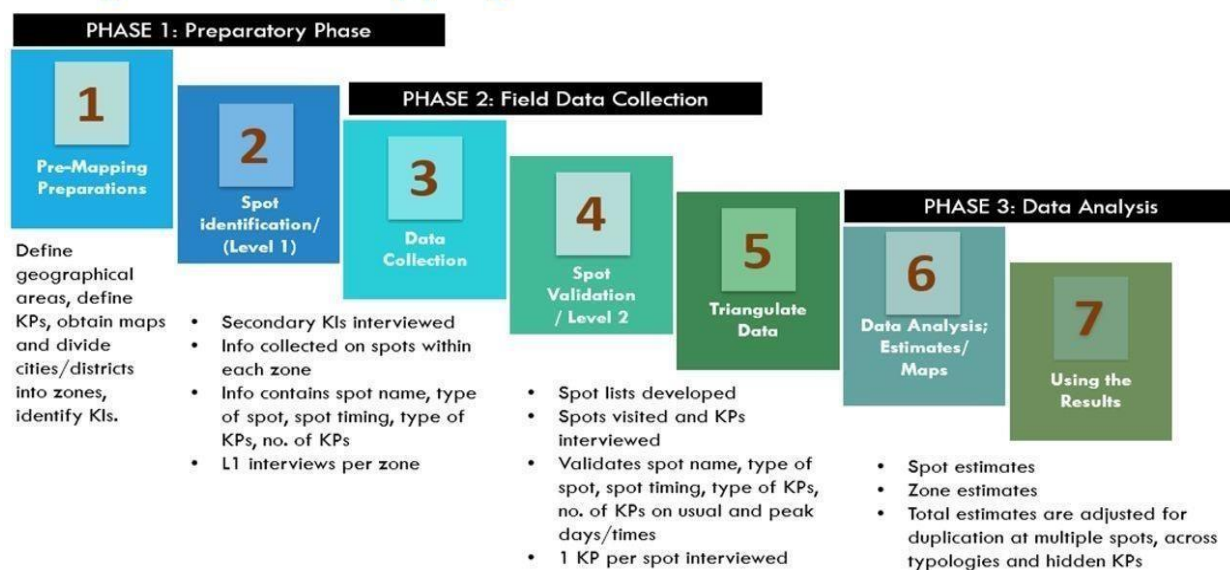 PHASE 1: Preparatory Phase
1
Pre-Mapping
Preparations
Define
geographical
areas, define
KPs, obtain maps
and divide
cities/districts
into zones,
identify KIs.
2
Spot
identification/
(Level 1)
• Secondary KIs interviewed
• Info collected on spots within
each zone
• Info contains spot name, type
of spot, spot timing, type of
KPs, no. of KPs
• L1 interviews per zone
PHASE 2: Field Data Collection
3
Data
Collection
4
Spot
Validation
/ Level 2
• Spot lists developed
• Spots visited and KPs
interviewed
• Validates spot name, type of
spot, spot timing, type of KPs,
no. of KPs on usual and peak
days/times
• 1 KP per spot interviewed
5
Triangulate
Data
PHASE 3: Data Analysis
6
Data Analysis;
Estimates/
Maps
7
Using the
Results
• Spot estimates
• Zone estimates
• Total estimates are adjusted for
duplication at multiple spots, across
typologies and hidden KPs